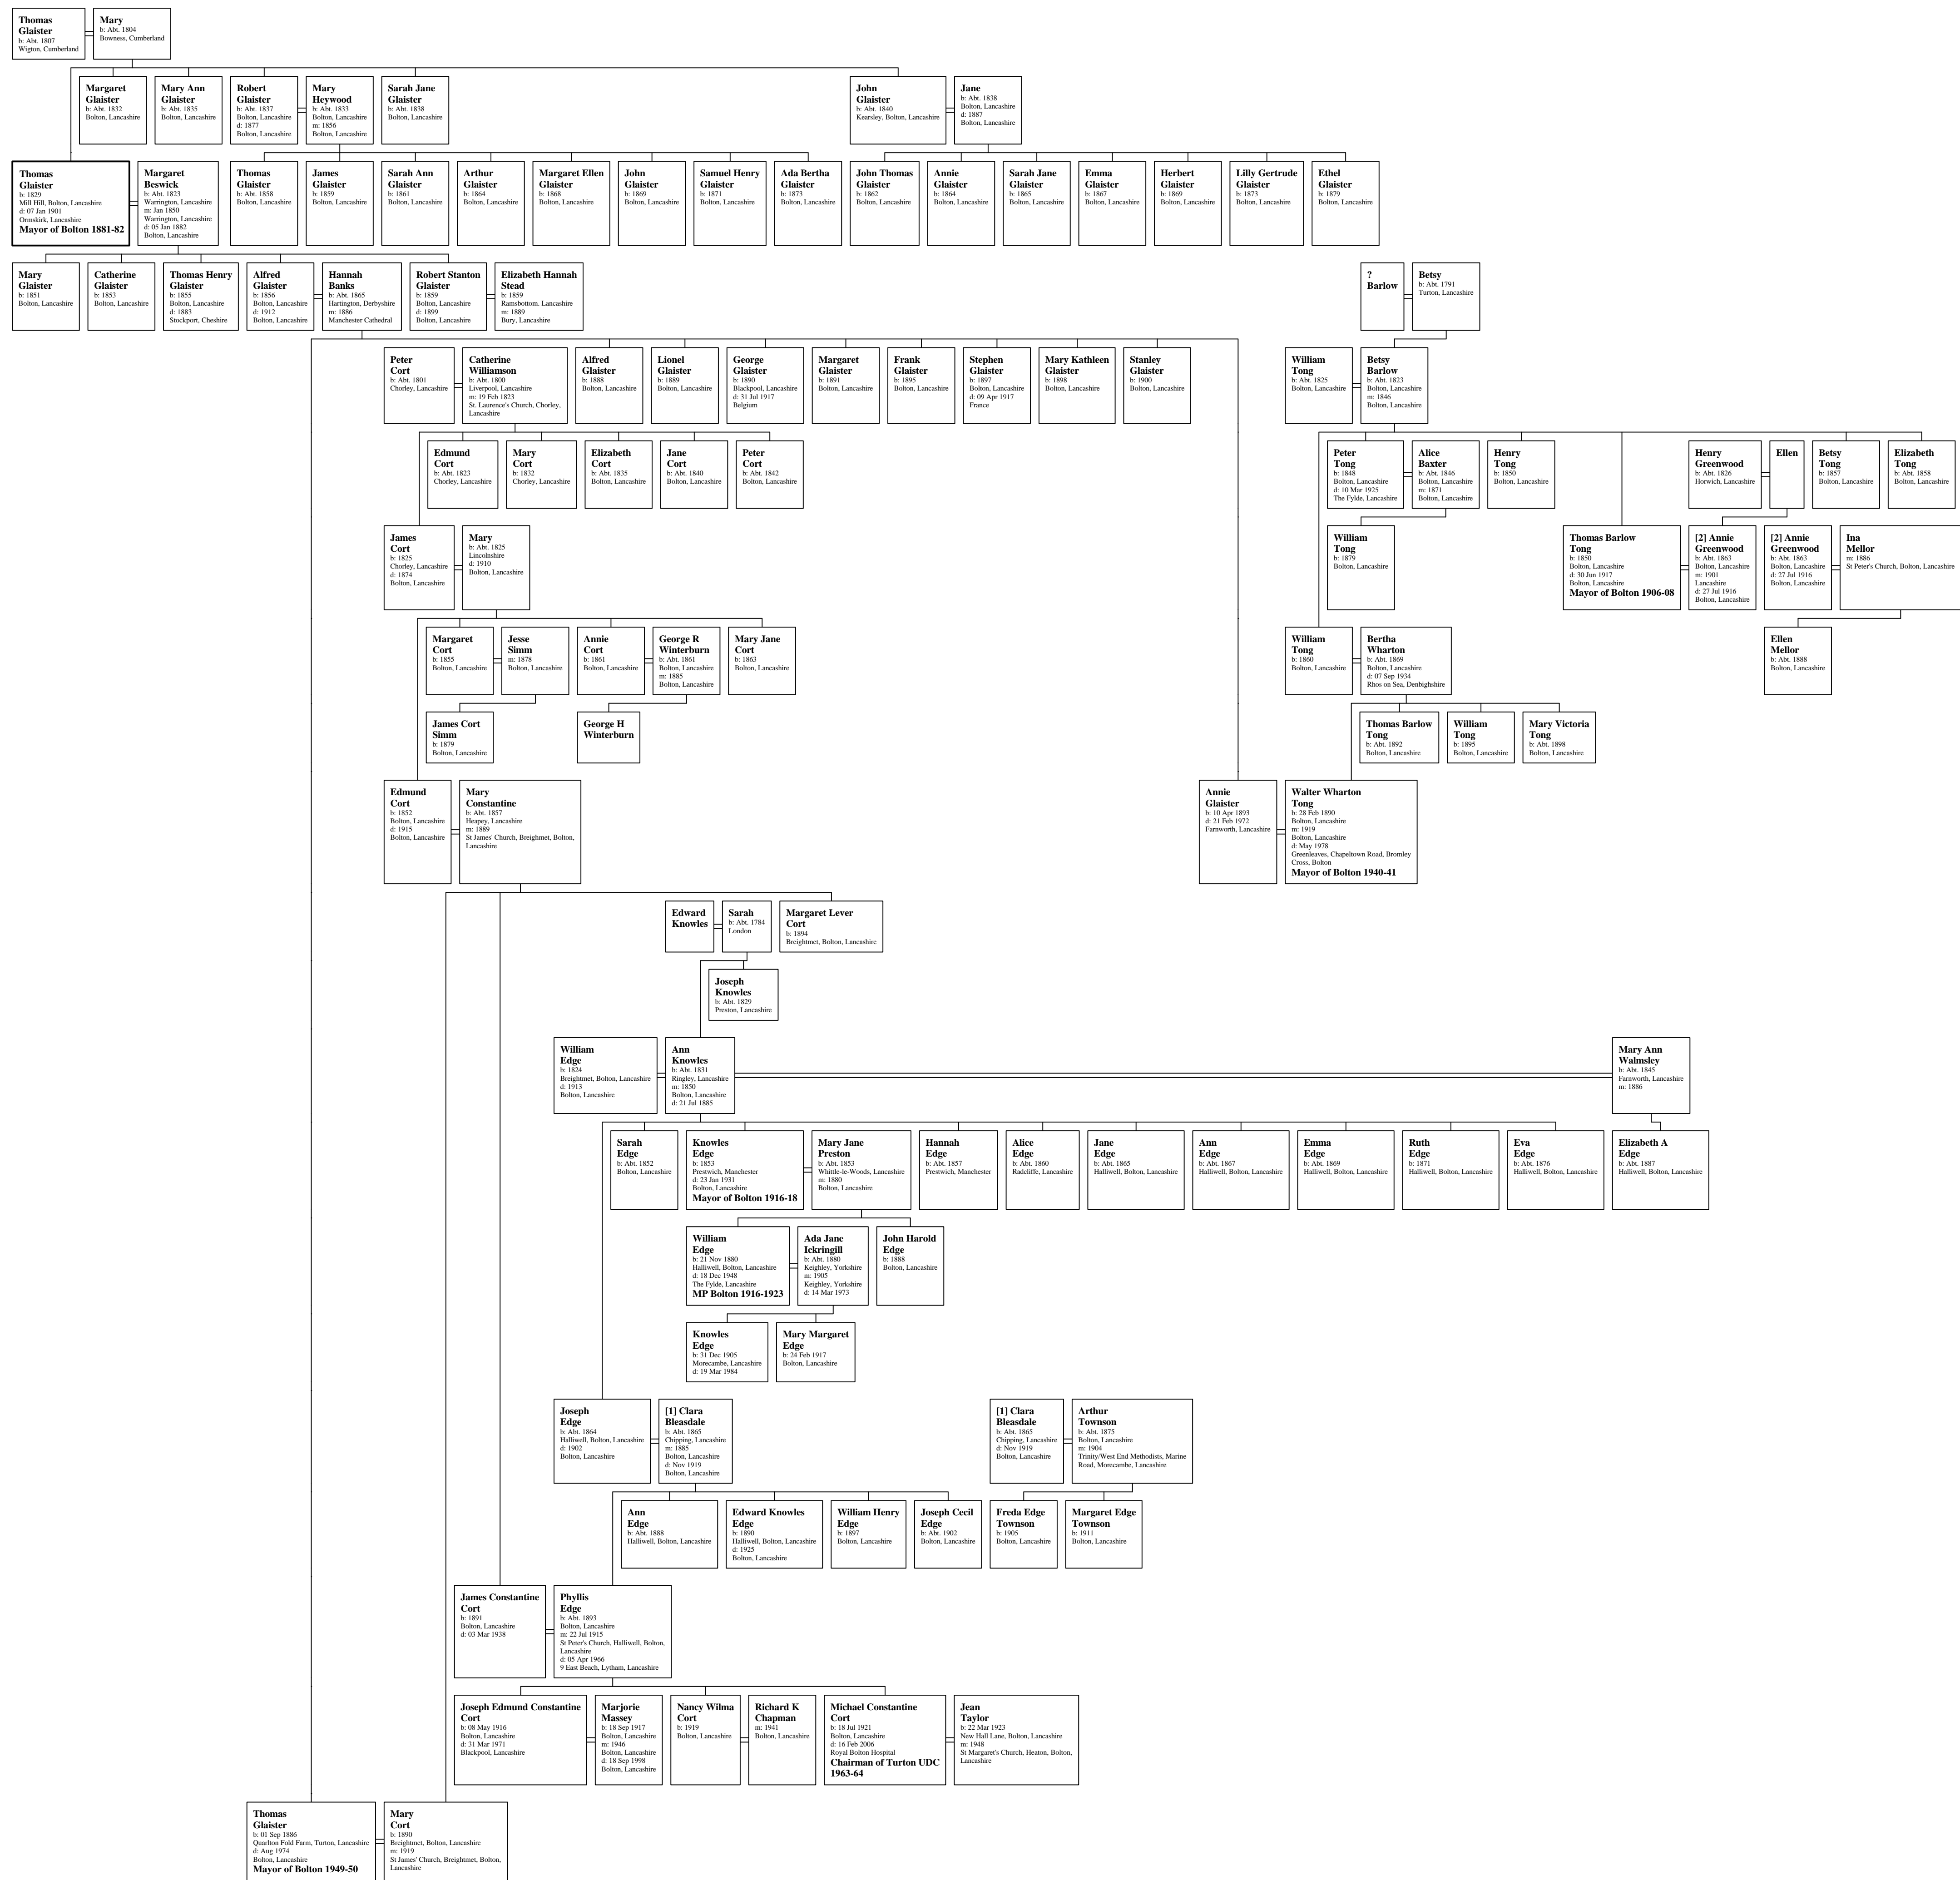 Thomas
Glaister
b: Abt. 1807
Wigton, Cumberland
Mary
b: Abt. 1804
Bowness, Cumberland
Margaret
Glaister
b: Abt. 1832
Bolton, Lancashire
Mary Ann
Glaister
b: Abt. 1835
Bolton, Lancashire
Robert
Glaister
b: Abt. 1837
Bolton, Lancashire
d: 1877
Bolton, Lancashire
Mary
Heywood
b: Abt. 1833
Bolton, Lancashire
m: 1856
Bolton, Lancashire
Sarah Jane
Glaister
b: Abt. 1838
Bolton, Lancashire
John
Glaister
b: Abt. 1840
Kearsley, Bolton, Lancashire
Jane
b: Abt. 1838
Bolton, Lancashire
d: 1887
Bolton, Lancashire
Thomas
Glaister
b: 1829
Mill Hill, Bolton, Lancashire
d: 07 Jan 1901
Ormskirk, Lancashire
Mayor of Bolton 1881-82
Margaret
Beswick
b: Abt. 1823
Warrington, Lancashire
m: Jan 1850
Warrington, Lancashire
d: 05 Jan 1882
Bolton, Lancashire
Thomas
Glaister
b: Abt. 1858
Bolton, Lancashire
James
Glaister
b: 1859
Bolton, Lancashire
Sarah Ann
Glaister
b: 1861
Bolton, Lancashire
Arthur
Glaister
b: 1864
Bolton, Lancashire
Margaret Ellen
Glaister
b: 1868
Bolton, Lancashire
John
Glaister
b: 1869
Bolton, Lancashire
Samuel Henry
Glaister
b: 1871
Bolton, Lancashire
Ada Bertha
Glaister
b: 1873
Bolton, Lancashire
John Thomas
Glaister
b: 1862
Bolton, Lancashire
Annie
Glaister
b: 1864
Bolton, Lancashire
Sarah Jane
Glaister
b: 1865
Bolton, Lancashire
Emma
Glaister
b: 1867
Bolton, Lancashire
Herbert
Glaister
b: 1869
Bolton, Lancashire
Lilly Gertrude
Glaister
b: 1873
Bolton, Lancashire
Ethel
Glaister
b: 1879
Bolton, Lancashire
Mary
Glaister
b: 1851
Bolton, Lancashire
Catherine
Glaister
b: 1853
Bolton, Lancashire
Thomas Henry
Glaister
b: 1855
Bolton, Lancashire
d: 1883
Stockport, Cheshire
Alfred
Glaister
b: 1856
Bolton, Lancashire
d: 1912
Bolton, Lancashire
Hannah
Banks
b: Abt. 1865
Hartington, Derbyshire
m: 1886
Manchester Cathedral
Robert Stanton
Glaister
b: 1859
Bolton, Lancashire
d: 1899
Bolton, Lancashire
Elizabeth Hannah
Stead
b: 1859
Ramsbottom. Lancashire
m: 1889
Bury, Lancashire
?
Barlow
Betsy
b: Abt. 1791
Turton, Lancashire
Peter
Cort
b: Abt. 1801
Chorley, Lancashire
Catherine
Williamson
b: Abt. 1800
Liverpool, Lancashire
m: 19 Feb 1823
St. Laurence's Church, Chorley,
Lancashire
Alfred
Glaister
b: 1888
Bolton, Lancashire
Lionel
Glaister
b: 1889
Bolton, Lancashire
George
Glaister
b: 1890
Blackpool, Lancashire
d: 31 Jul 1917
Belgium
Margaret
Glaister
b: 1891
Bolton, Lancashire
Frank
Glaister
b: 1895
Bolton, Lancashire
Stephen
Glaister
b: 1897
Bolton, Lancashire
d: 09 Apr 1917
France
Mary Kathleen
Glaister
b: 1898
Bolton, Lancashire
Stanley
Glaister
b: 1900
Bolton, Lancashire
William
Tong
b: Abt. 1825
Bolton, Lancashire
Betsy
Barlow
b: Abt. 1823
Bolton, Lancashire
m: 1846
Bolton, Lancashire
Edmund
Cort
b: Abt. 1823
Chorley, Lancashire
Mary
Cort
b: 1832
Chorley, Lancashire
Elizabeth
Cort
b: Abt. 1835
Bolton, Lancashire
Jane
Cort
b: Abt. 1840
Bolton, Lancashire
Peter
Cort
b: Abt. 1842
Bolton, Lancashire
Peter
Tong
b: 1848
Bolton, Lancashire
d: 10 Mar 1925
The Fylde, Lancashire
Alice
Baxter
b: Abt. 1846
Bolton, Lancashire
m: 1871
Bolton, Lancashire
Henry
Tong
b: 1850
Bolton, Lancashire
Henry
Greenwood
b: Abt. 1826
Horwich, Lancashire
Ellen
Betsy
Tong
b: 1857
Bolton, Lancashire
Elizabeth
Tong
b: Abt. 1858
Bolton, Lancashire
James
Cort
b: 1825
Chorley, Lancashire
d: 1874
Bolton, Lancashire
Mary
b: Abt. 1825
Lincolnshire
d: 1910
Bolton, Lancashire
William
Tong
b: 1879
Bolton, Lancashire
Thomas Barlow
Tong
b: 1850
Bolton, Lancashire
d: 30 Jun 1917
Bolton, Lancashire
Mayor of Bolton 1906-08
[2] Annie
Greenwood
b: Abt. 1863
Bolton, Lancashire
m: 1901
Lancashire
d: 27 Jul 1916
Bolton, Lancashire
[2] Annie
Greenwood
b: Abt. 1863
Bolton, Lancashire
d: 27 Jul 1916
Bolton, Lancashire
Ina
Mellor
m: 1886
St Peter's Church, Bolton, Lancashire
Margaret
Cort
b: 1855
Bolton, Lancashire
Jesse
Simm
m: 1878
Bolton, Lancashire
Annie
Cort
b: 1861
Bolton, Lancashire
George R
Winterburn
b: Abt. 1861
Bolton, Lancashire
m: 1885
Bolton, Lancashire
Mary Jane
Cort
b: 1863
Bolton, Lancashire
William
Tong
b: 1860
Bolton, Lancashire
Bertha
Wharton
b: Abt. 1869
Bolton, Lancashire
d: 07 Sep 1934
Rhos on Sea, Denbighshire
Ellen
Mellor
b: Abt. 1888
Bolton, Lancashire
James Cort
Simm
b: 1879
Bolton, Lancashire
George H
Winterburn
Thomas Barlow
Tong
b: Abt. 1892
Bolton, Lancashire
William
Tong
b: 1895
Bolton, Lancashire
Mary Victoria
Tong
b: Abt. 1898
Bolton, Lancashire
Edmund
Cort
b: 1852
Bolton, Lancashire
d: 1915
Bolton, Lancashire
Mary
Constantine
b: Abt. 1857
Heapey, Lancashire
m: 1889
St James' Church, Breighmet, Bolton,
Lancashire
Annie
Glaister
b: 10 Apr 1893
d: 21 Feb 1972
Farnworth, Lancashire
Walter Wharton
Tong
b: 28 Feb 1890
Bolton, Lancashire
m: 1919
Bolton, Lancashire
d: May 1978
Greenleaves, Chapeltown Road, Bromley
Cross, Bolton
Mayor of Bolton 1940-41
Edward
Knowles
Sarah
b: Abt. 1784
London
Margaret Lever
Cort
b: 1894
Breightmet, Bolton, Lancashire
Joseph
Knowles
b: Abt. 1829
Preston, Lancashire
William
Edge
b: 1824
Breightmet, Bolton, Lancashire
d: 1913
Bolton, Lancashire
Ann
Knowles
b: Abt. 1831
Ringley, Lancashire
m: 1850
Bolton, Lancashire
d: 21 Jul 1885
Mary Ann
Walmsley
b: Abt. 1845
Farnworth, Lancashire
m: 1886
Sarah
Edge
b: Abt. 1852
Bolton, Lancashire
Knowles
Edge
b: 1853
Prestwich, Manchester
d: 23 Jan 1931
Bolton, Lancashire
Mayor of Bolton 1916-18
Mary Jane
Preston
b: Abt. 1853
Whittle-le-Woods, Lancashire
m: 1880
Bolton, Lancashire
Hannah
Edge
b: Abt. 1857
Prestwich, Manchester
Alice
Edge
b: Abt. 1860
Radcliffe, Lancashire
Jane
Edge
b: Abt. 1865
Halliwell, Bolton, Lancashire
Ann
Edge
b: Abt. 1867
Halliwell, Bolton, Lancashire
Emma
Edge
b: Abt. 1869
Halliwell, Bolton, Lancashire
Ruth
Edge
b: 1871
Halliwell, Bolton, Lancashire
Eva
Edge
b: Abt. 1876
Halliwell, Bolton, Lancashire
Elizabeth A
Edge
b: Abt. 1887
Halliwell, Bolton, Lancashire
William
Edge
b: 21 Nov 1880
Halliwell, Bolton, Lancashire
d: 18 Dec 1948
The Fylde, Lancashire
MP Bolton 1916-1923
Ada Jane
Ickringill
b: Abt. 1880
Keighley, Yorkshire
m: 1905
Keighley, Yorkshire
d: 14 Mar 1973
John Harold
Edge
b: 1888
Bolton, Lancashire
Knowles
Edge
b: 31 Dec 1905
Morecambe, Lancashire
d: 19 Mar 1984
Mary Margaret
Edge
b: 24 Feb 1917
Bolton, Lancashire
Joseph
Edge
b: Abt. 1864
Halliwell, Bolton, Lancashire
d: 1902
Bolton, Lancashire
[1] Clara
Bleasdale
b: Abt. 1865
Chipping, Lancashire
m: 1885
Bolton, Lancashire
d: Nov 1919
Bolton, Lancashire
[1] Clara
Bleasdale
b: Abt. 1865
Chipping, Lancashire
d: Nov 1919
Bolton, Lancashire
Arthur
Townson
b: Abt. 1875
Bolton, Lancashire
m: 1904
Trinity/West End Methodists, Marine
Road, Morecambe, Lancashire
Ann
Edge
b: Abt. 1888
Halliwell, Bolton, Lancashire
Edward Knowles
Edge
b: 1890
Halliwell, Bolton, Lancashire
d: 1925
Bolton, Lancashire
William Henry
Edge
b: 1897
Bolton, Lancashire
Joseph Cecil
Edge
b: Abt. 1902
Bolton, Lancashire
Freda Edge
Townson
b: 1905
Bolton, Lancashire
Margaret Edge
Townson
b: 1911
Bolton, Lancashire
James Constantine
Cort
b: 1891
Bolton, Lancashire
d: 03 Mar 1938
Phyllis
Edge
b: Abt. 1893
Bolton, Lancashire
m: 22 Jul 1915
St Peter's Church, Halliwell, Bolton,
Lancashire
d: 05 Apr 1966
9 East Beach, Lytham, Lancashire
Joseph Edmund Constantine
Cort
b: 08 May 1916
Bolton, Lancashire
d: 31 Mar 1971
Blackpool, Lancashire
Marjorie
Massey
b: 18 Sep 1917
Bolton, Lancashire
m: 1946
Bolton, Lancashire
d: 18 Sep 1998
Bolton, Lancashire
Nancy Wilma
Cort
b: 1919
Bolton, Lancashire
Richard K
Chapman
m: 1941
Bolton, Lancashire
Michael Constantine
Cort
b: 18 Jul 1921
Bolton, Lancashire
d: 16 Feb 2006
Royal Bolton Hospital
Chairman of Turton UDC
1963-64
Jean
Taylor
b: 22 Mar 1923
New Hall Lane, Bolton, Lancashire
m: 1948
St Margaret's Church, Heaton, Bolton,
Lancashire
Thomas
Glaister
b: 01 Sep 1886
Quarlton Fold Farm, Turton, Lancashire
d: Aug 1974
Bolton, Lancashire
Mayor of Bolton 1949-50
Mary
Cort
b: 1890
Breightmet, Bolton, Lancashire
m: 1919
St James' Church, Breightmet, Bolton,
Lancashire